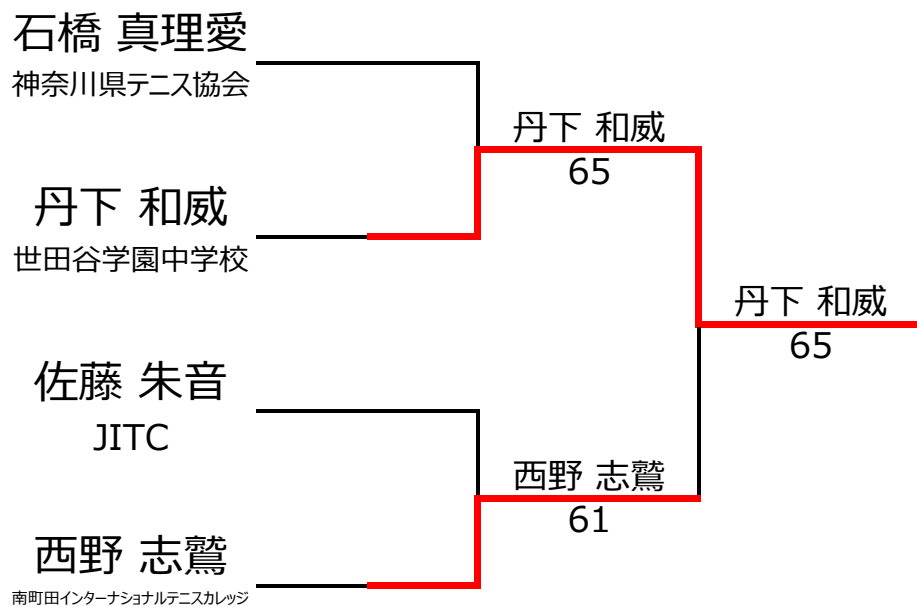 石橋 真理愛
神奈川県テニス協会
丹下 和威
65
丹下 和威
世田谷学園中学校
丹下 和威
65
佐藤 朱音
JITC
西野 志鷲
61
西野 志鷲
南町田インターナショナルテニスカレッジ